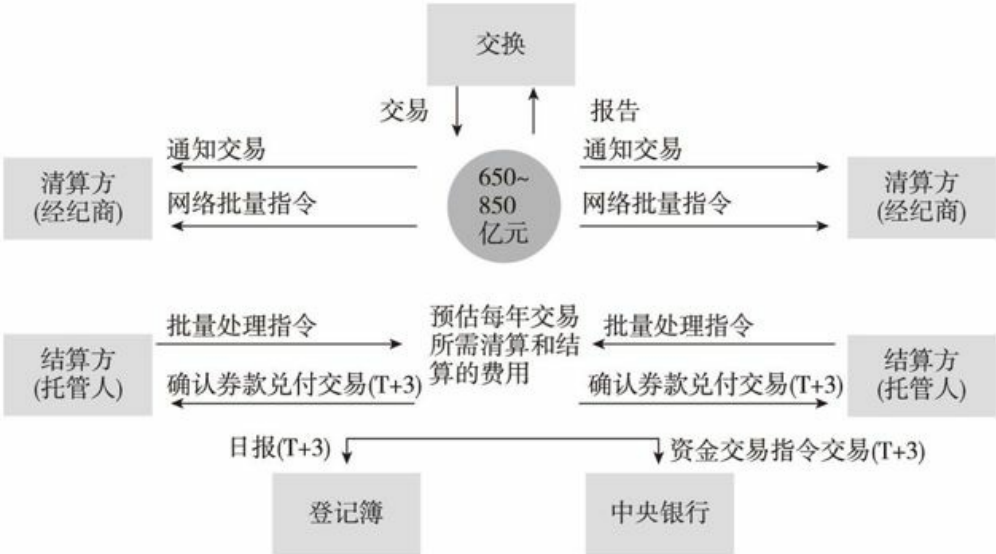 交换
交易
报告
通知交易
通知交易
清算方
(经纪商)
650~
850
亿元
清算方
(经纪商)
网络批量指令
网络批量指令
批量处理指令
预估每年交易
所需清算和结
算的费用
批量处理指令
结算方
(托管人)
结算方
(托管人)
确认券款兑付交易(T+3)
确认券款兑付交易(T+3)
日报(T+3)
资金交易指令交易(T+3)
登记簿
中央银行